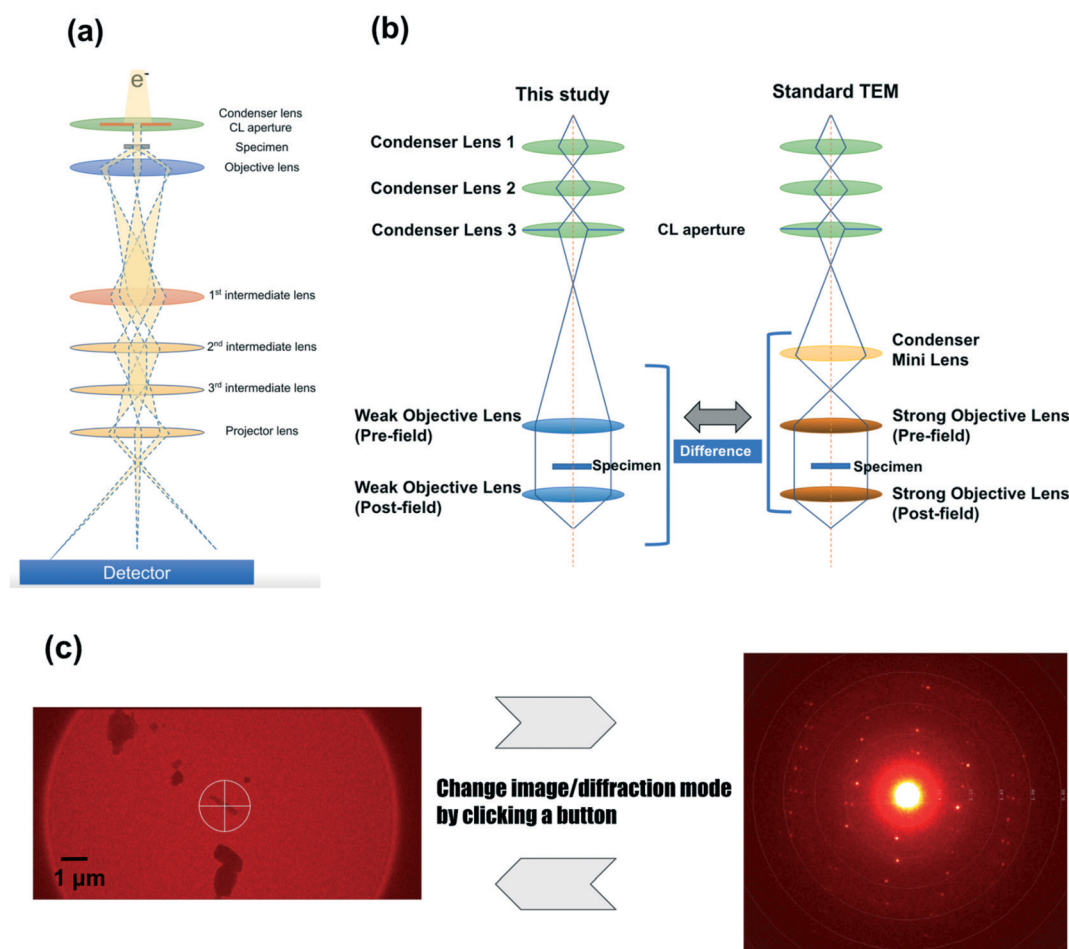 (a)
e-
Condenser lens
CL aperture
Specimen
Objective lens
1st intermediate lens
2nd intermediate lens
3rd intermediate lens
Projector lens
Detector
(b)
This study
Standard TEM
Condenser Lens 1
Condenser Lens 2
Condenser Lens 3
CL aperture
Condenser
Mini Lens
Weak Objective Lens
(Pre-field)
Strong Objective Lens
(Pre-field)
Difference
Specimen
Specimen
Weak Objective Lens
(Post-field)
Strong Objective Lens
(Post-field)
(c)
Change image/diffraction mode
by clicking a button
1 μm